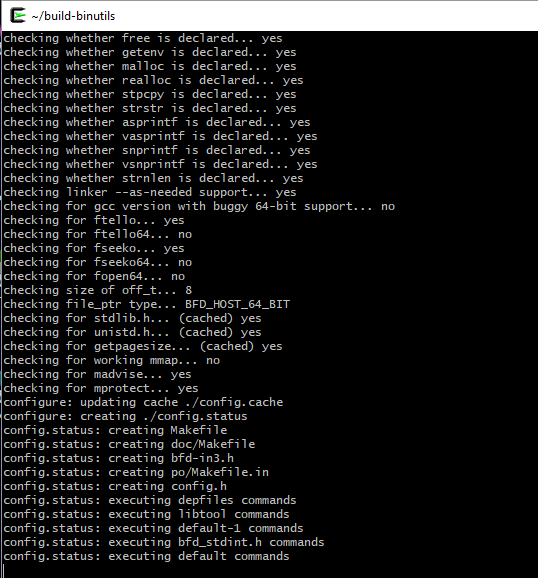 ~/build-binutils
checking whether free is declared... yes
checking whether getenv is declared... yes
checking whether malloc is declared... yes
checking whether realloc is declared... yes
checking whether stpcpy is declared... yes
checking whether strstr is declared... yes
checking whether asprintf is declared... yes
checking whether vasprintf is declared... yes
checking whether snprintf is declared... yes
checking whether vsnprintf is declared... yes
checking whether strnlen is declared... yes
checking linker --as-needed support... yes
checking for gcc version with buggy 64-bit support... no
checking for ftello... yes
checking for ftello64... no
checking for fseeko... yes
checking for fseeko64... no
checking for fopen64... no
checking size of off_t... 8
checking file_ptr type... BFD_HOST_64_BIT
checking for stdlib.h... (cached) yes
checking for unistd.h... (cached) yes
checking for getpagesize... (cached) yes
checking for working mmap... no
checking for madvise... yes
checking for mprotect... yes
configure: updating cache ./config.cache
configure: creating ./config.status
config.status: creating Makefile
config.status: creating doc/Makefile
config.status: creating bfd-in3.h
config.status: creating po/Makefile.in
config.status: creating config.h
config.status: executing depfiles commands
config.status: executing libtool commands
config.status: executing default-1 commands
config.status: executing bfd_stdint.h commands
config.status: executing default commands